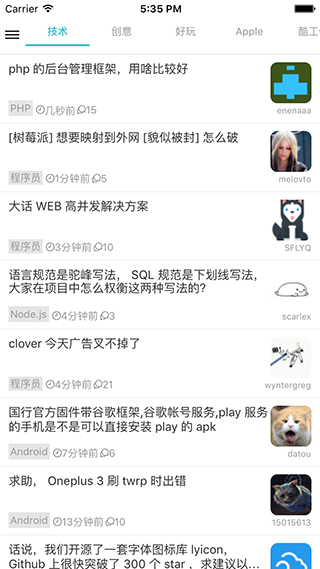 Carrier 5:35 PM
技术 创意 好玩 Apple 酷工
php 的后台管理框架，用啥比较好
PHP 几秒前 15
enenaaa
[树莓派] 想要映射到外网 [貌似被封] 怎么破
程序员 1分钟前 5
melovto
大话 WEB 高并发解决方案
程序员 3分钟前 10
SFLYQ
语言规范是驼峰写法， SQL 规范是下划线写法，
大家在项目中怎么权衡这两种写法的?
Node.js 4分钟前 3
scarlex
clover 今天广告叉不掉了
程序员 4分钟前 21
wyntergreg
国行官方固件带谷歌框架,谷歌帐号服务,play 服务
的手机是不是可以直接安装 play 的 apk
Android 7分钟前 6
datou
求助， Oneplus 3 刷 twrp 时出错
Android 13分钟前 10
15015613
话说，我们开源了一套字体图标库 lyicon，
Github 上很快突破了 300 个 star ，求建议以...